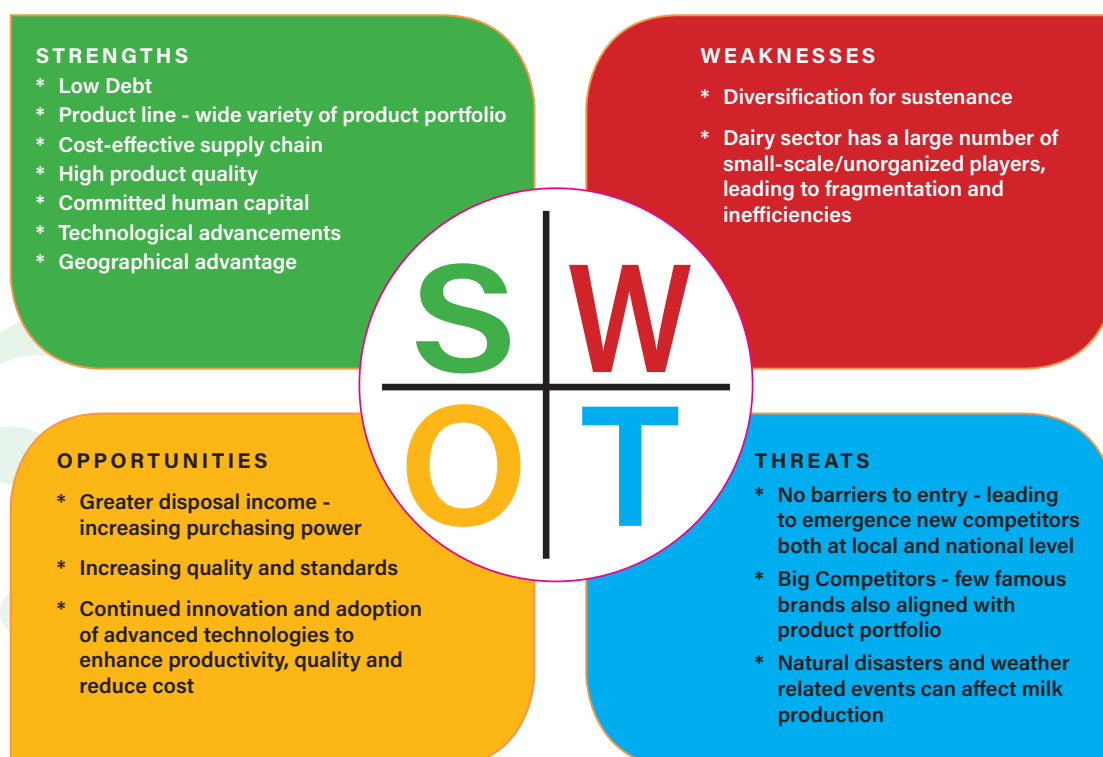 STRENGTHS
* Low Debt
* Product line - wide variety of product portfolio
* Cost-effective supply chain
* High product quality
* Committed human capital
* Technological advancements
* Geographical advantage
WEAKNESSES
* Diversification for sustenance
* Dairy sector has a large number of
small-scale/unorganized players,
leading to fragmentation and
inefficiencies
S W
O T
OPPORTUNITIES
* Greater disposal income -
increasing purchasing power
* Increasing quality and standards
* Continued innovation and adoption
of advanced technologies to
enhance productivity, quality and
reduce cost
THREATS
* No barriers to entry - leading
to emergence new competitors
both at local and national level
* Big Competitors - few famous
brands also aligned with
product portfolio
* Natural disasters and weather
related events can affect milk
production